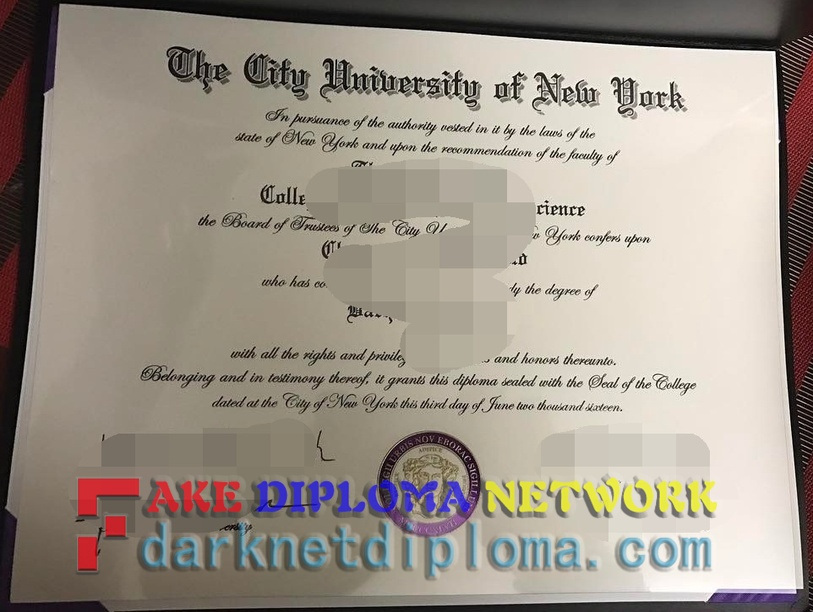 The City University of New York
In pursuance of the authority vested in it by the laws of the
state of New York and upon the recommendation of the faculty of
the Board of Trustees of The City
York confers upon
who has
the degree of
with all the rights and
and honors thereunto.
Belonging and in testimony thereof, it grants this diploma sealed with the Seal of the College
dated at the City of New York this third day of June two thousand sixteen.
FAKE DIPLOMA NETWORK
darknetdiploma.com